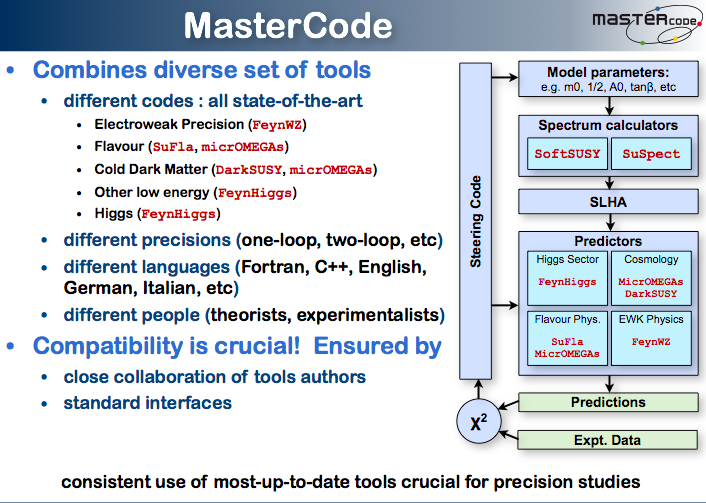 MasterCode
MASTERcode
• Combines diverse set of tools
• different codes : all state-of-the-art
• Electroweak Precision (FeynWZ)
• Flavour (SuFla, micrOMEGAs)
• Cold Dark Matter (DarkSUSY, micrOMEGAs)
• Other low energy (FeynHiggs)
• Higgs (FeynHiggs)
• different precisions (one-loop, two-loop, etc)
• different languages (Fortran, C++, English,
German, Italian, etc)
• different people (theorists, experimentalists)
• Compatibility is crucial! Ensured by
• close collaboration of tools authors
• standard interfaces
Steering Code
Model parameters:
e.g. m0, 1/2, A0, tanβ, etc
Spectrum calculators
SoftSUSY
SuSpect
SLHA
Predictors
Higgs Sector
FeynHiggs
Cosmology
MicrOMEGAs
DarkSUSY
Flavour Phys.
SuFla
MicrOMEGAs
EWK Physics
FeynWZ
Predictions
X²
Expt. Data
consistent use of most-up-to-date tools crucial for precision studies